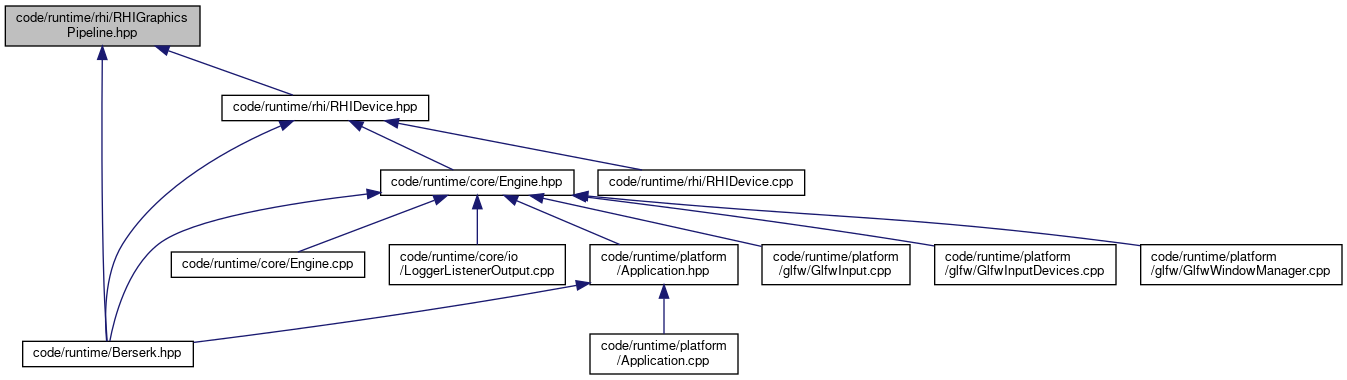 code/runtime/rhi/RHIGraphics
Pipeline.hpp
code/runtime/rhi/RHIDevice.hpp
code/runtime/core/Engine.hpp
code/runtime/rhi/RHIDevice.cpp
code/runtime/core/Engine.cpp
code/runtime/core/io
/LoggerListenerOutput.cpp
code/runtime/platform
/Application.hpp
code/runtime/platform
/glfw/GlfwInput.cpp
code/runtime/platform
/glfw/GlfwInputDevices.cpp
code/runtime/platform
/glfw/GlfwWindowManager.cpp
code/runtime/Berserk.hpp
code/runtime/platform
/Application.cpp